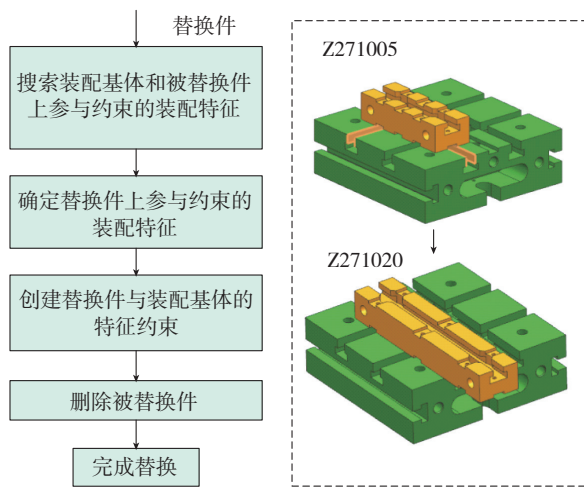 替换件
搜索装配基体和被替换件
上参与约束的装配特征
确定替换件上参与约束的
装配特征
创建替换件与装配基体的
特征约束
删除被替换件
完成替换
Z271005
Z271020